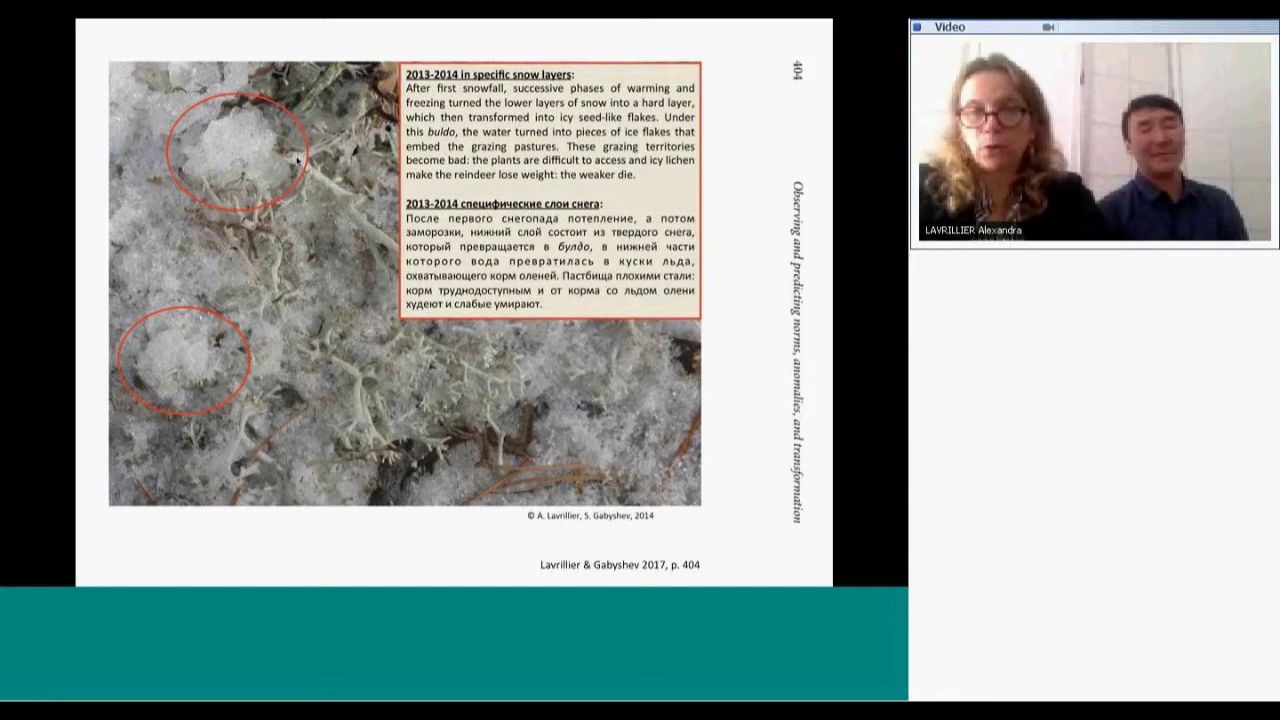 2013-2014 in specific snow layers:
After first snowfall, successive phases of warming and
freezing turned the lower layers of snow into a hard layer,
which then transformed into icy seed-like flakes. Under
this buldo, the water turned into pieces of ice flakes that
embed the grazing pastures. These grazing territories
become bad: the plants are difficult to access and icy lichen
make the reindeer lose weight: the weaker die.
2013-2014 специфические слои снега:
После первого снегопада потепление, а потом
заморозки, нижний слой состоит из твердого снега,
который превращается в булдо, в нижней части
которого вода превратилась в куски льда,
охватывающего корм оленей. Пастбища плохими стали:
корм труднодоступным и от корма со льдом олени
худеют и слабые умирают.
© A. Lavrillier, S. Gabyshev, 2014
Lavrillier & Gabyshev 2017, p. 404
404
Observing and predicting norms, anomalies, and transformation
Video
LAVRILLIER Alexandra